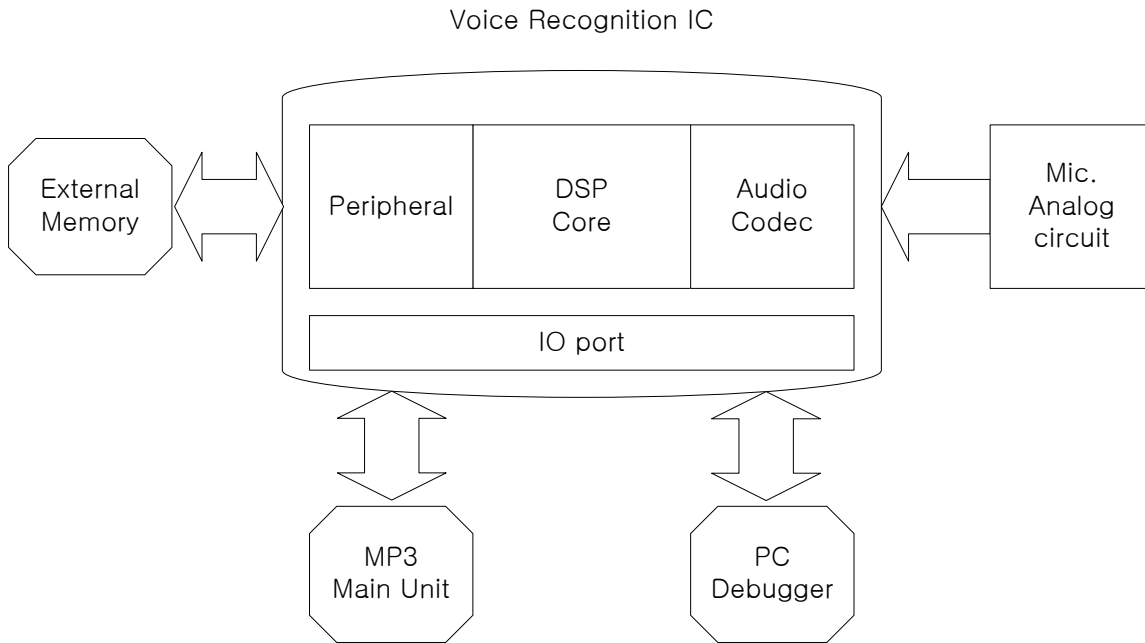 Voice Recognition IC
External
Memory
Peripheral
DSP
Core
Audio
Codec
Mic.
Analog
circuit
IO port
MP3
Main Unit
PC
Debugger